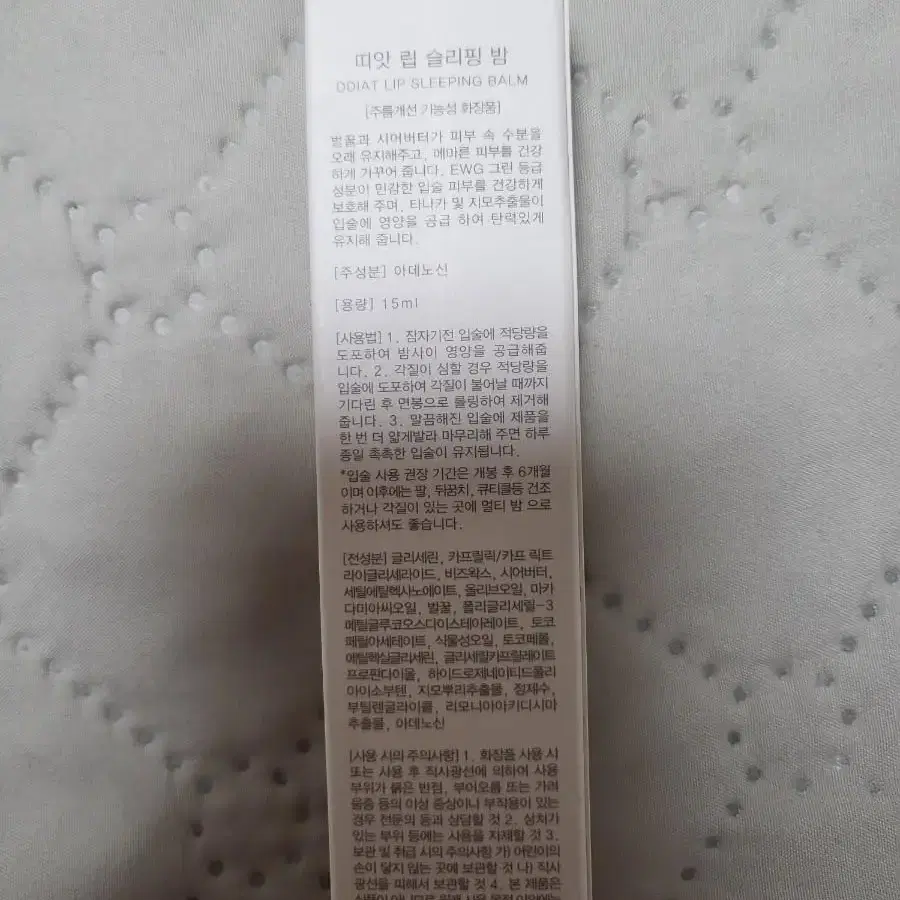 띠앗 립 슬리핑 밤
DDIAT LIP SLEEPING BALM
[주름개선 기능성 화장품]
벌꿀과 시어버터가 피부 속 수분을
오래 유지해주고, 메마른 피부를 건강
하게 가꾸어 줍니다. EWG 그린 등급
성분이 민감한 입술 피부를 건강하게
보호해 주며, 타나카 및 지모추출물이
입술에 영양을 공급 하여 탄력있게
유지해 줍니다.
[주성분] 아데노신
[용량] 15ml
[사용법] 1. 잠자기전 입술에 적당량을
도포하여 밤사이 영양을 공급해줍
니다. 2. 각질이 심할 경우 적당량을
입술에 도포하여 각질이 불어날 때까지
기다린 후 면봉으로 롤링하여 제거해
줍니다. 3. 말끔해진 입술에 제품을
한 번 더 얇게발라 마무리해 주면 하루
종일 촉촉한 입술이 유지됩니다.
*입술 사용 권장 기간은 개봉 후 6개월
이며 이후에는 팔, 뒤꿈치, 큐티클등 건조
하거나 각질이 있는 곳에 멀티 밤 으로
사용하셔도 좋습니다.
[전성분] 글리세린, 카프릴릭/카프 릭트
라이글리세라이드, 비즈왁스, 시어버터,
세틸에틸헥사노에이트, 올리브오일, 마카
다미아씨오일, 벌꿀, 폴리글리세릴-3
메틸글루코오스다이스테아레이트, 토코
페릴아세테이트, 식물성오일, 토코페롤,
에틸헥실글리세린, 글리세릴카프릴레이트
프로판다이올, 하이드로제네이티드폴리
아이소부텐, 지모뿌리추출물, 정제수,
부틸렌글라이콜, 리모니아아키디시마
추출물, 아데노신
[사용 시의 주의사항] 1. 화장품 사용 시
또는 사용 후 직사광선에 의하여 사용
부위가 붉은 반점, 부어오름 또는 가려
움증 등의 이상 증상이나 부작용이 있는
경우 전문의 등과 상담할 것 2. 상처가
있는 부위 등에는 사용을 자제할 것 3.
보관 및 취급 시의 주의사항 가) 어린이의
손이 닿지 않는 곳에 보관할 것 나) 직사
광선을 피해서 보관할 것 4. 본 제품은